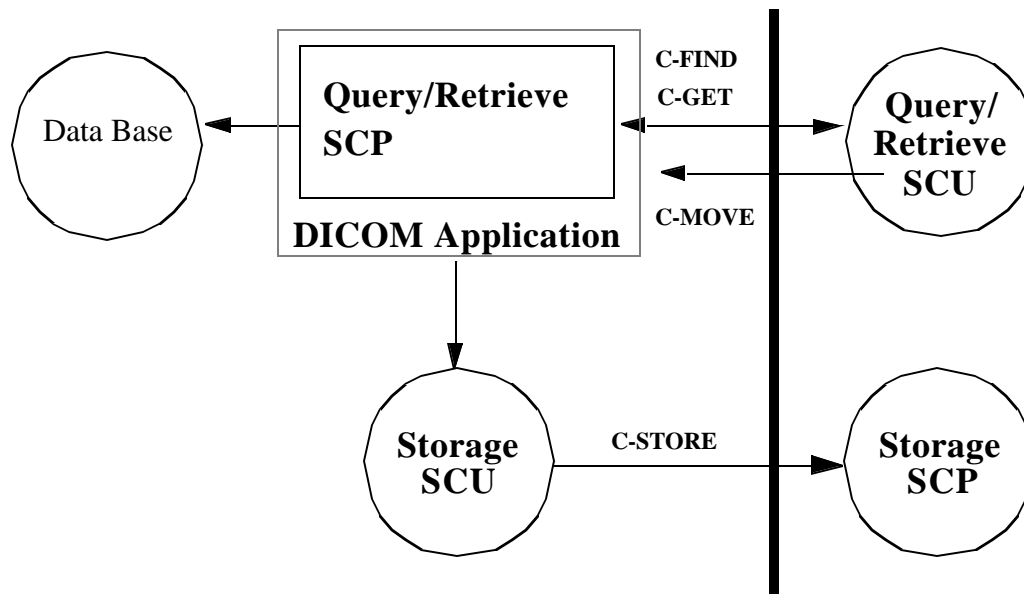 Data Base
Query/Retrieve
SCP
DICOM Application
C-FIND
C-GET
C-MOVE
Query/
Retrieve
SCU
Storage
SCU
C-STORE
Storage
SCP